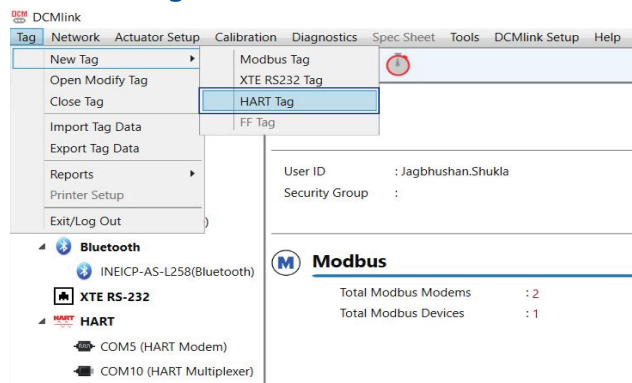 DCM DCMlink
Tag Network Actuator Setup Calibration Diagnostics Spec Sheet Tools DCMlink Setup Help
New Tag
Open Modify Tag
Close Tag
Import Tag Data
Export Tag Data
Reports
Printer Setup
Exit/Log Out
Modbus Tag
XTE RS232 Tag
HART Tag
FF Tag
)
Bluetooth
INEICP-AS-L258(Bluetooth)
XTE RS-232
HART HART
COM5 (HART Modem)
COM10 (HART Multiplexer)
User ID : Jagbhushan.Shukla
Security Group :
M Modbus
Total Modbus Modems : 2
Total Modbus Devices : 1